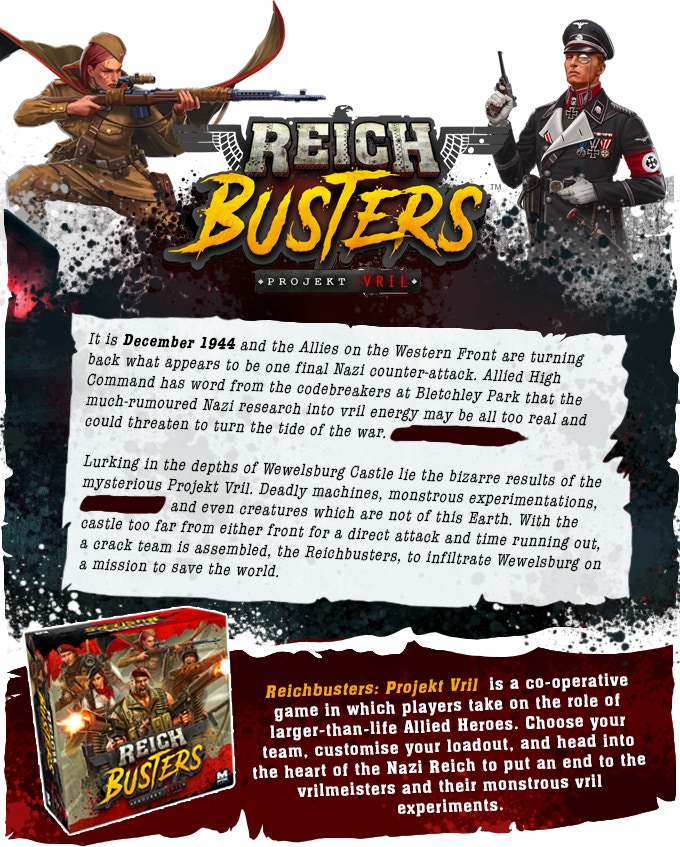 REICH
BUSTERS™
•PROJEKT VRIL•
It is December 1944 and the Allies on the Western Front are turning
back what appears to be one final Nazi counter-attack. Allied High
Command has word from the codebreakers at Bletchley Park that the
much-rumoured Nazi research into vril energy may be all too real and
could threaten to turn the tide of the war.
Lurking in the depths of Wewelsburg Castle lie the bizarre results of the
mysterious Projekt Vril. Deadly machines, monstrous experimentations,
and even creatures which are not of this Earth. With the
castle too far from either front for a direct attack and time running out,
a crack team is assembled, the Reichbusters, to infiltrate Wewelsburg on
a mission to save the world.
REICH
BUSTERS
PROJEKT VRIL
M
Reichbusters: Projekt Vril is a co-operative
game in which players take on the role of
larger-than-life Allied Heroes. Choose your
team, customise your loadout, and head into
the heart of the Nazi Reich to put an end to the
vrilmeisters and their monstrous vril
experiments.